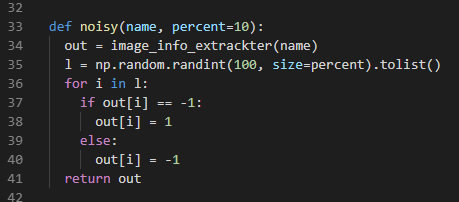 32
33 def noisy(name, percent=10):
34   out = image_info_extrackter(name)
35   l = np.random.randint(100, size=percent).tolist()
36   for i in l:
37     if out[i] == -1:
38       out[i] = 1
39     else:
40       out[i] = -1
41   return out
42